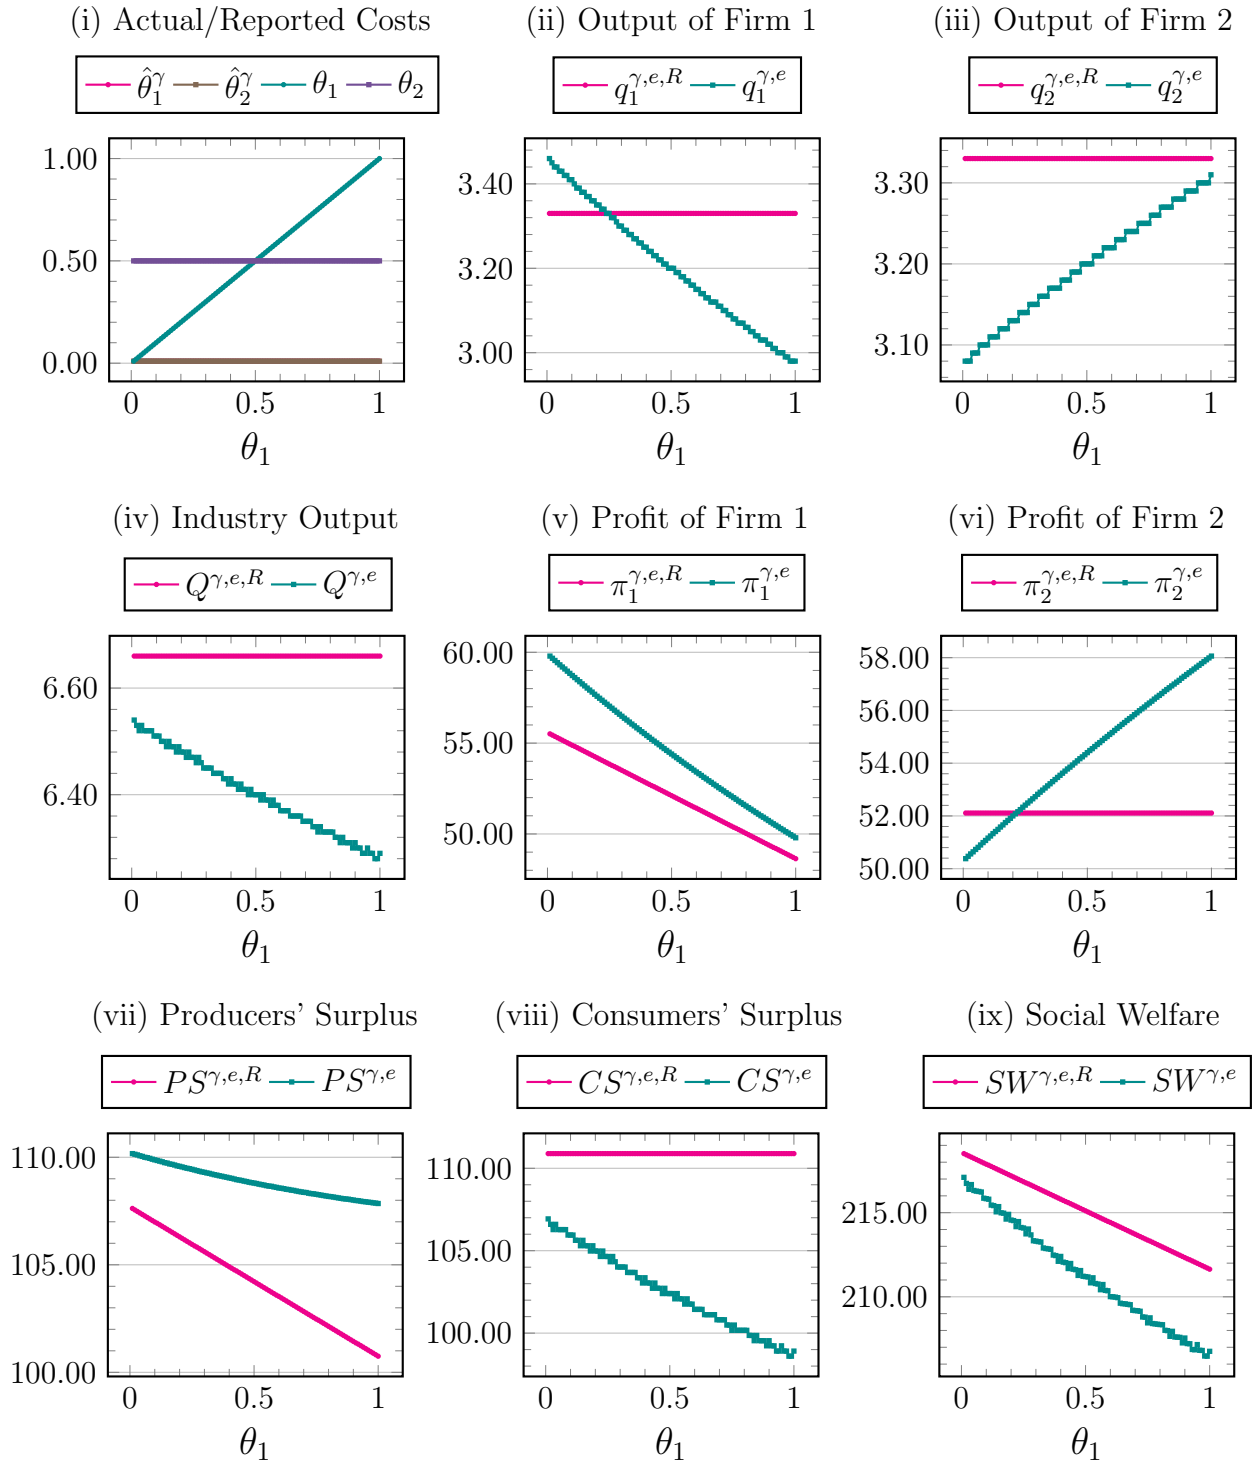 (i) Actual/Reported Costs
θ̂₁^γ θ̂₂^γ θ₁ θ₂
1.00
0.50
0.00
0 0.5 1
θ₁
(ii) Output of Firm 1
q₁^{γ,e,R} q₁^{γ,e}
3.40
3.20
3.00
0 0.5 1
θ₁
(iii) Output of Firm 2
q₂^{γ,e,R} q₂^{γ,e}
3.30
3.20
3.10
0 0.5 1
θ₁
(iv) Industry Output
Q^{γ,e,R} Q^{γ,e}
6.60
6.40
0 0.5 1
θ₁
(v) Profit of Firm 1
π₁^{γ,e,R} π₁^{γ,e}
60.00
55.00
50.00
0 0.5 1
θ₁
(vi) Profit of Firm 2
π₂^{γ,e,R} π₂^{γ,e}
58.00
56.00
54.00
52.00
50.00
0 0.5 1
θ₁
(vii) Producers' Surplus
PS^{γ,e,R} PS^{γ,e}
110.00
105.00
100.00
0 0.5 1
θ₁
(viii) Consumers' Surplus
CS^{γ,e,R} CS^{γ,e}
110.00
105.00
100.00
0 0.5 1
θ₁
(ix) Social Welfare
SW^{γ,e,R} SW^{γ,e}
215.00
210.00
0 0.5 1
θ₁